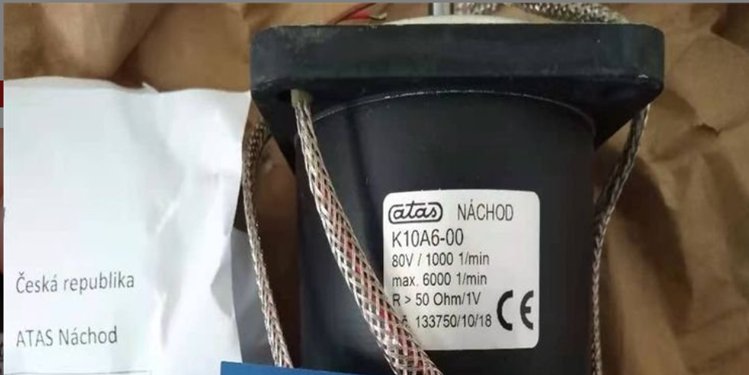 Česká republika
ATAS Náchod
atas NÁCHOD
K10A6-00
80V / 1000 1/min
max. 6000 1/min
R > 50 Ohm/1V
133750/10/18 CE